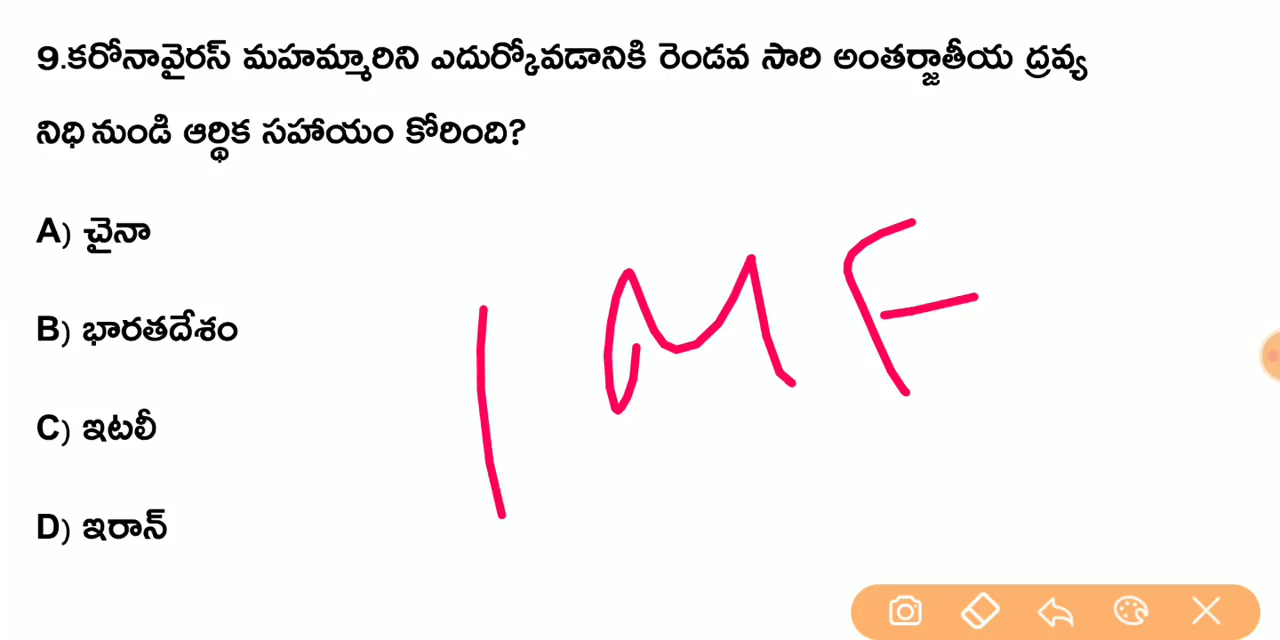 9.కరోనావైరస్ మహమ్మారిని ఎదుర్కోవడానికి రెండవ సారి అంతర్జాతీయ ద్రవ్య
నిధి నుండి ఆర్థిక సహాయం కోరింది?
A) చైనా
B) భారతదేశం
C) ఇటలీ
D) ఇరాన్
IMF